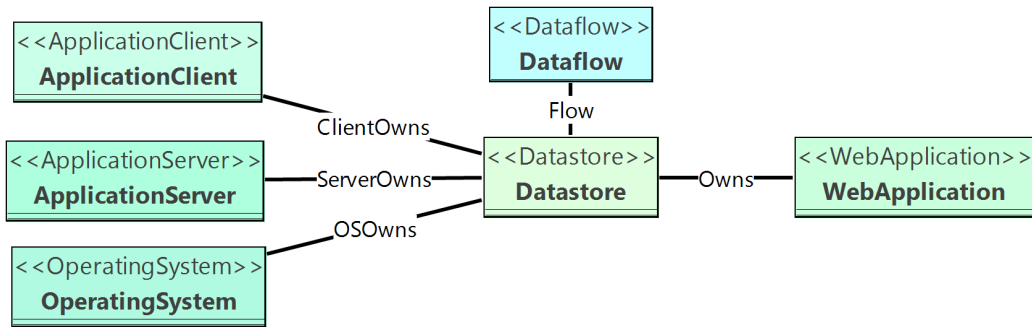 <<ApplicationClient>>
ApplicationClient
<<Dataflow>>
Dataflow
Flow
ClientOwns
<<ApplicationServer>>
ApplicationServer
ServerOwns
<<Datastore>>
Datastore
Owns
<<WebApplication>>
WebApplication
OSOwns
<<OperatingSystem>>
OperatingSystem